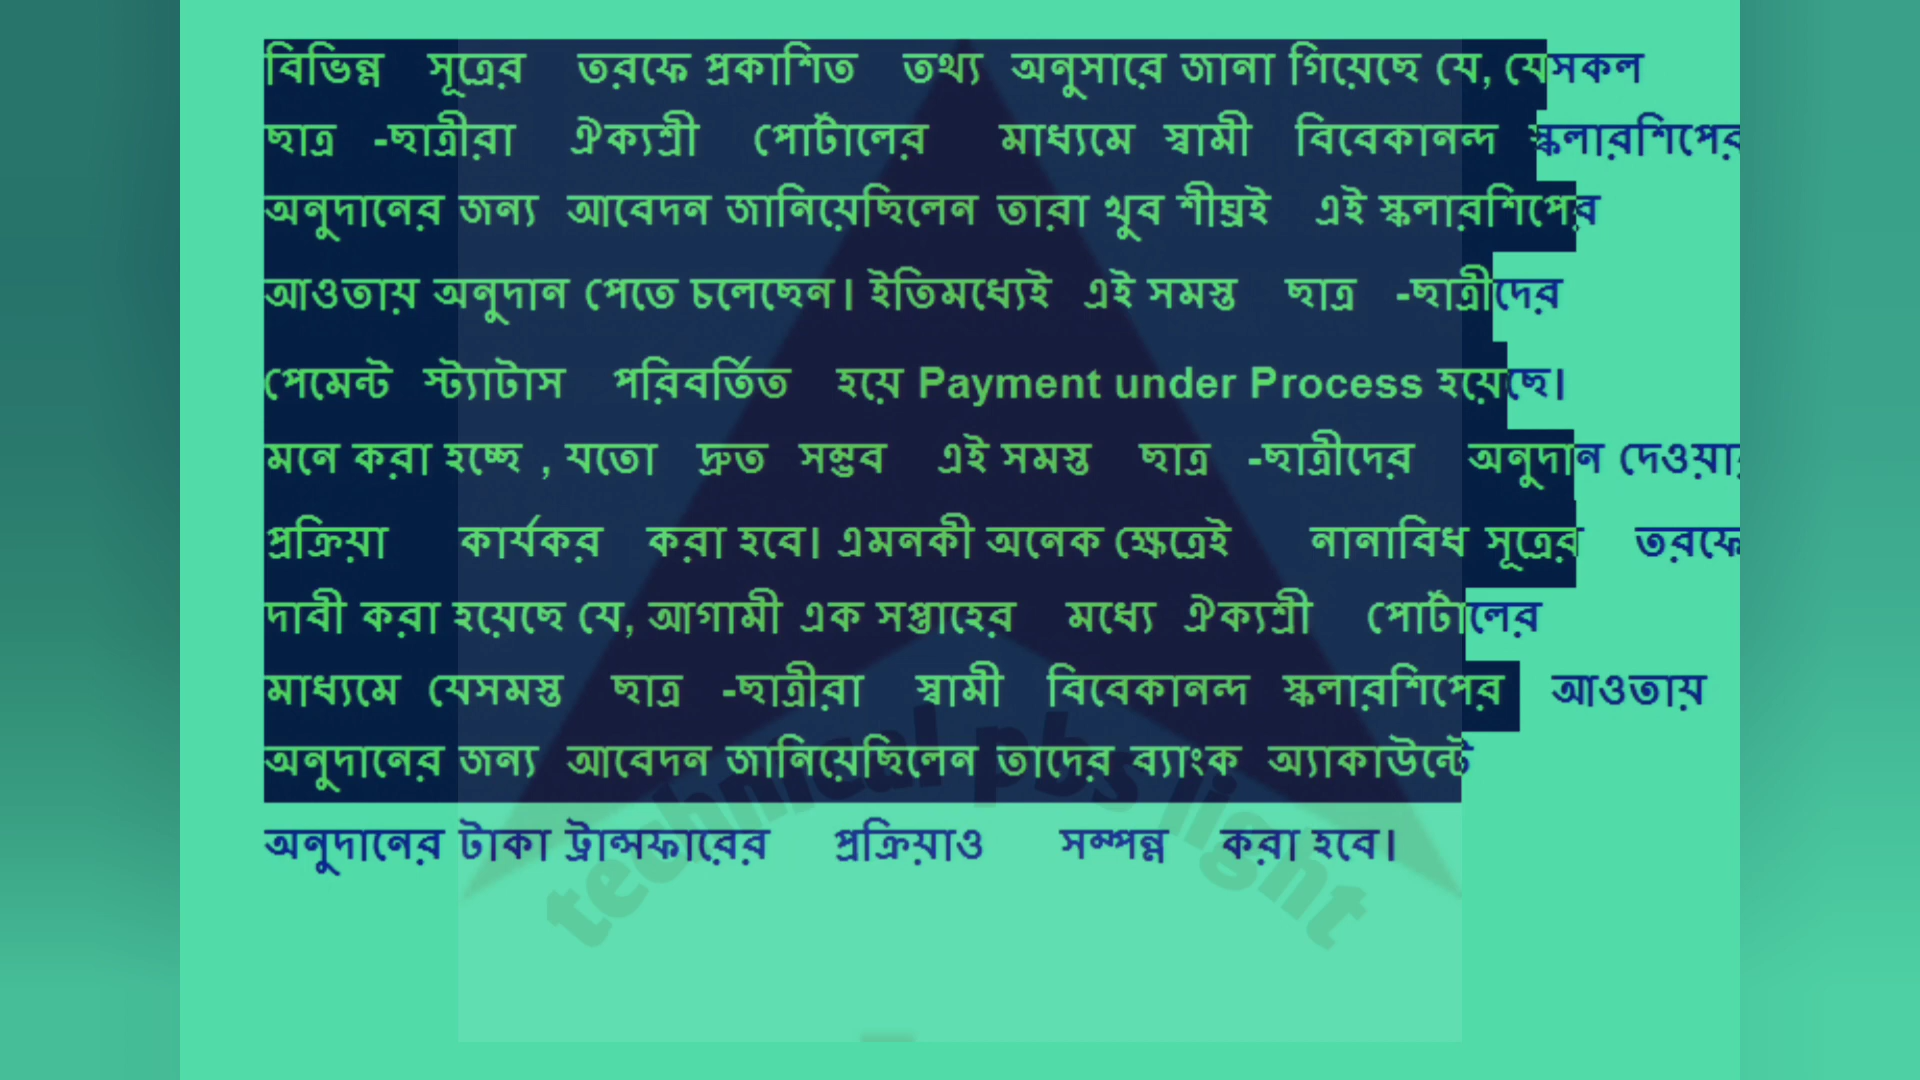 বিভিন্ন সূত্রের তরফে প্রকাশিত তথ্য অনুসারে জানা গিয়েছে যে, যেসকল
ছাত্র -ছাত্রীরা ঐক্যশ্রী পোর্টালের মাধ্যমে স্বামী বিবেকানন্দ স্কলারশিপের
অনুদানের জন্য আবেদন জানিয়েছিলেন তারা খুব শীঘ্রই এই স্কলারশিপের
আওতায় অনুদান পেতে চলেছেন। ইতিমধ্যেই এই সমস্ত ছাত্র -ছাত্রীদের
পেমেন্ট স্ট্যাটাস পরিবর্তিত হয়ে Payment under Process হয়েছে।
মনে করা হচ্ছে , যতো দ্রুত সম্ভব এই সমস্ত ছাত্র -ছাত্রীদের অনুদান দেওয়ার
প্রক্রিয়া কার্যকর করা হবে। এমনকী অনেক ক্ষেত্রেই নানাবিধ সূত্রের তরফে
দাবী করা হয়েছে যে, আগামী এক সপ্তাহের মধ্যে ঐক্যশ্রী পোর্টালের
মাধ্যমে যেসমস্ত ছাত্র -ছাত্রীরা স্বামী বিবেকানন্দ স্কলারশিপের আওতায়
অনুদানের জন্য আবেদন জানিয়েছিলেন তাদের ব্যাংক অ্যাকাউন্টে
অনুদানের টাকা ট্রান্সফারের প্রক্রিয়াও সম্পন্ন করা হবে।
technical pbs light